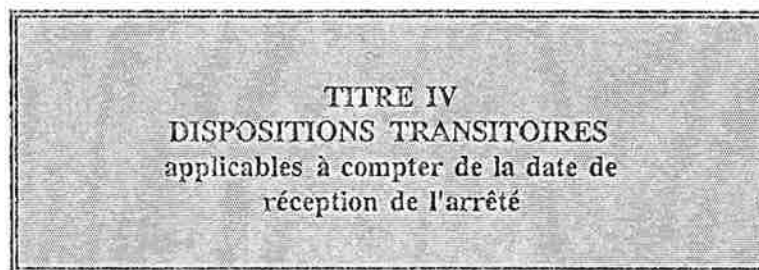 TITRE IV
DISPOSITIONS TRANSITOIRES
applicables à compter de la date de
réception de l'arrêté